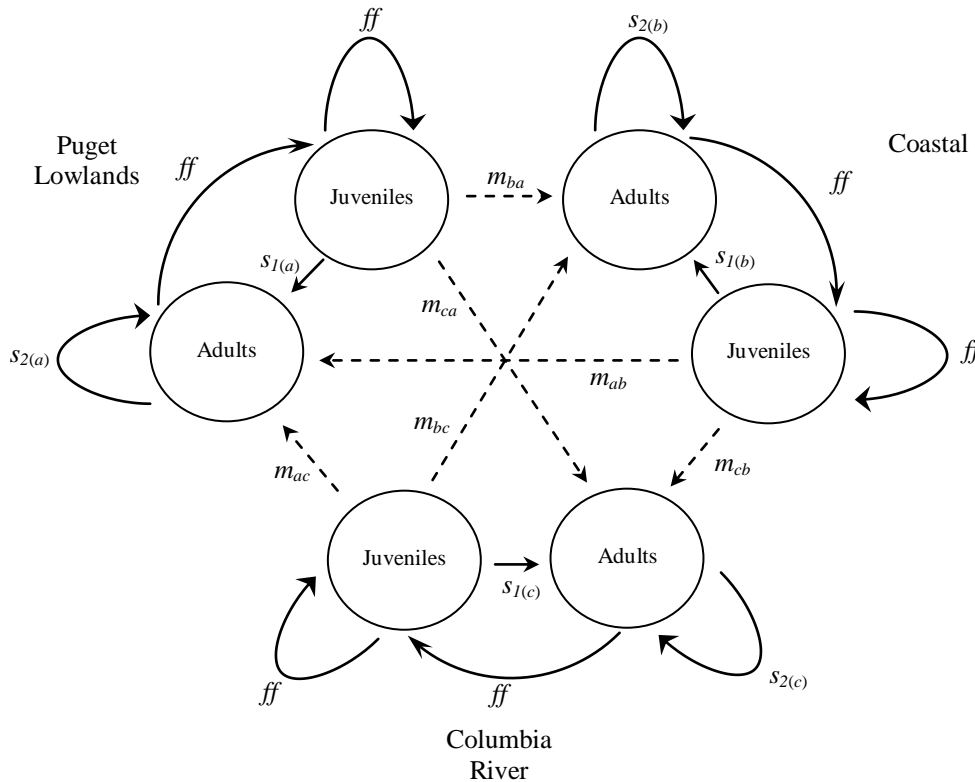 ff
s2(b)
Puget
Lowlands
Coastal
ff
ff
Juveniles
mba
Adults
s1(a)
s1(b)
mca
s2(a)
Adults
Juveniles
ff
mab
mbc
mac
mcb
Juveniles
Adults
s1(c)
ff
ff
s2(c)
Columbia
River